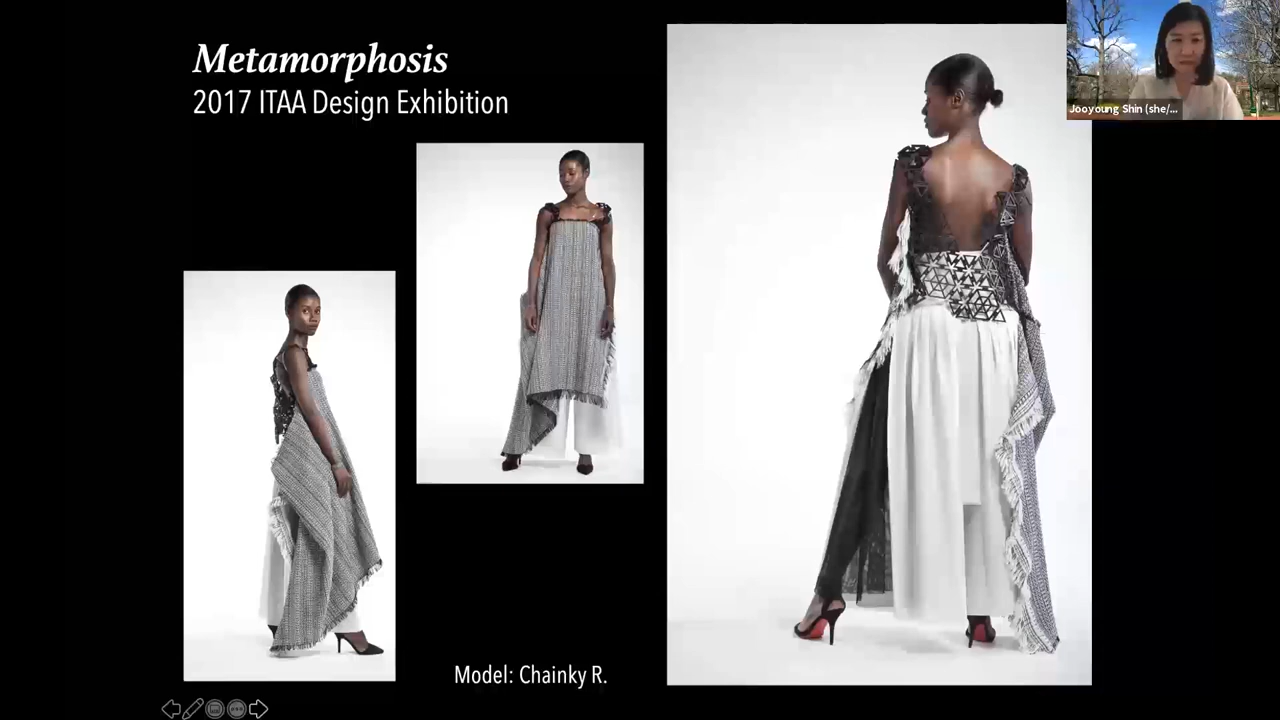 Metamorphosis
2017 ITAA Design Exhibition
Jooyoung Shin (she/...
Model: Chainky R.